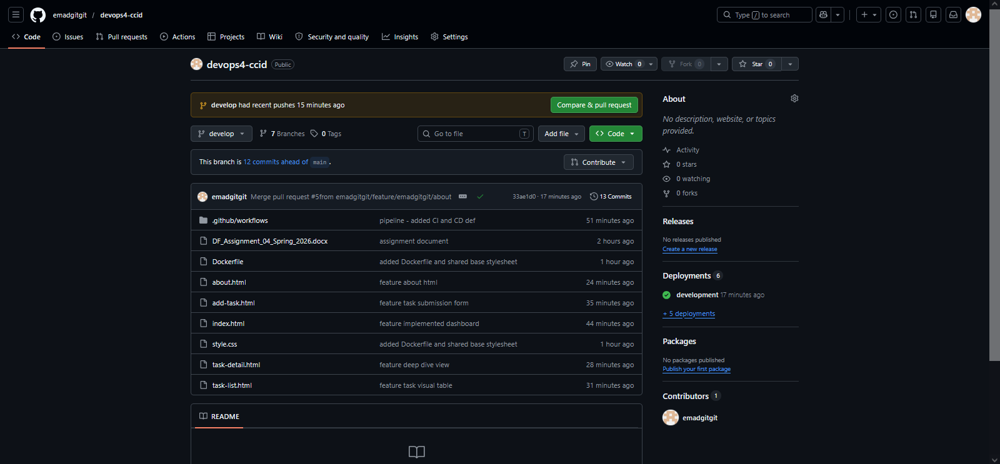 emadgitgit / devops4-ccid
Type / to search
Code Issues Pull requests Actions Projects Wiki Security and quality Insights Settings
devops4-ccid Public
Pin Watch 0 Fork 0 Star 0
develop had recent pushes 15 minutes ago Compare & pull request
develop 7 Branches 0 Tags Go to file T Add file Code
This branch is 12 commits ahead of main .
Contribute
emadgitgit Merge pull request #5from emadgitgit/feature/emadgitgit/about 33ae1d0 · 17 minutes ago 13 Commits
.github/workflows pipeline - added CI and CD def 51 minutes ago
DF_Assignment_04_Spring_2026.docx assignment document 2 hours ago
Dockerfile added Dockerfile and shared base stylesheet 1 hour ago
about.html feature about html 24 minutes ago
add-task.html feature task submission form 35 minutes ago
index.html feature implemented dashboard 44 minutes ago
style.css added Dockerfile and shared base stylesheet 1 hour ago
task-detail.html feature deep dive view 28 minutes ago
task-list.html feature task visual table 31 minutes ago
README
About
No description, website, or topics
provided.
Activity
0 stars
0 watching
0 forks
Releases
No releases published
Create a new release
Deployments 6
development 17 minutes ago
+ 5 deployments
Packages
No packages published
Publish your first package
Contributors 1
emadgitgit